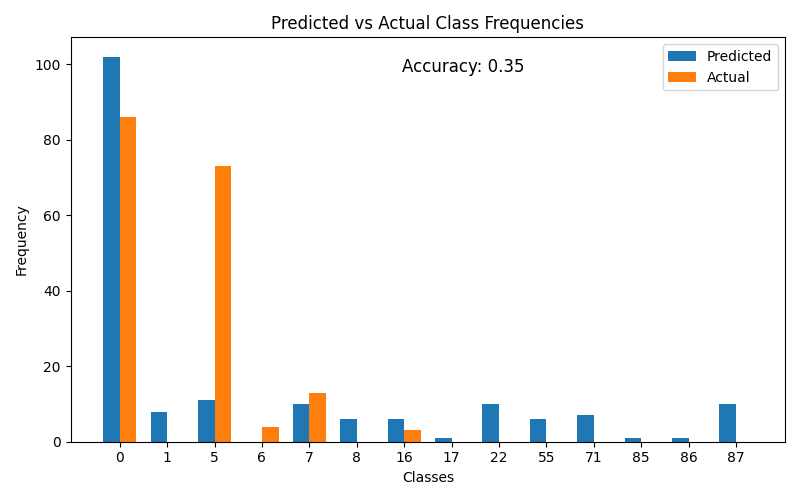 Predicted vs Actual Class Frequencies
Accuracy: 0.35
Predicted
Actual
Frequency
100
80
60
40
20
0
0 1 5 6 7 8 16 17 22 55 71 85 86 87
Classes